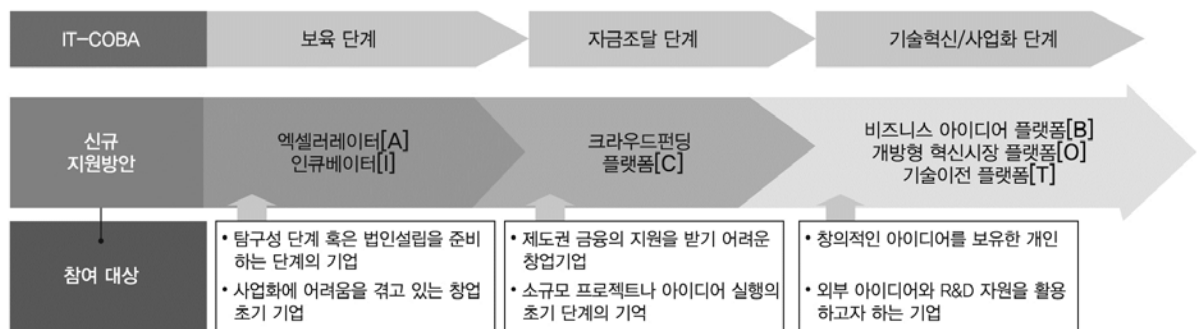 IT-COBA
보육 단계
자금조달 단계
기술혁신/사업화 단계
신규
지원방안
엑셀러레이터[A]
인큐베이터[I]
크라우드펀딩
플랫폼[C]
비즈니스 아이디어 플랫폼[B]
개방형 혁신시장 플랫폼[O]
기술이전 플랫폼[T]
참여 대상
• 탐구성 단계 혹은 법인설립을 준비
하는 단계의 기업
• 사업화에 어려움을 겪고 있는 창업
초기 기업
• 제도권 금융의 지원을 받기 어려운
창업기업
• 소규모 프로젝트나 아이디어 실행의
초기 단계의 기억
• 창의적인 아이디어를 보유한 개인
• 외부 아이디어와 R&D 자원을 활용
하고자 하는 기업